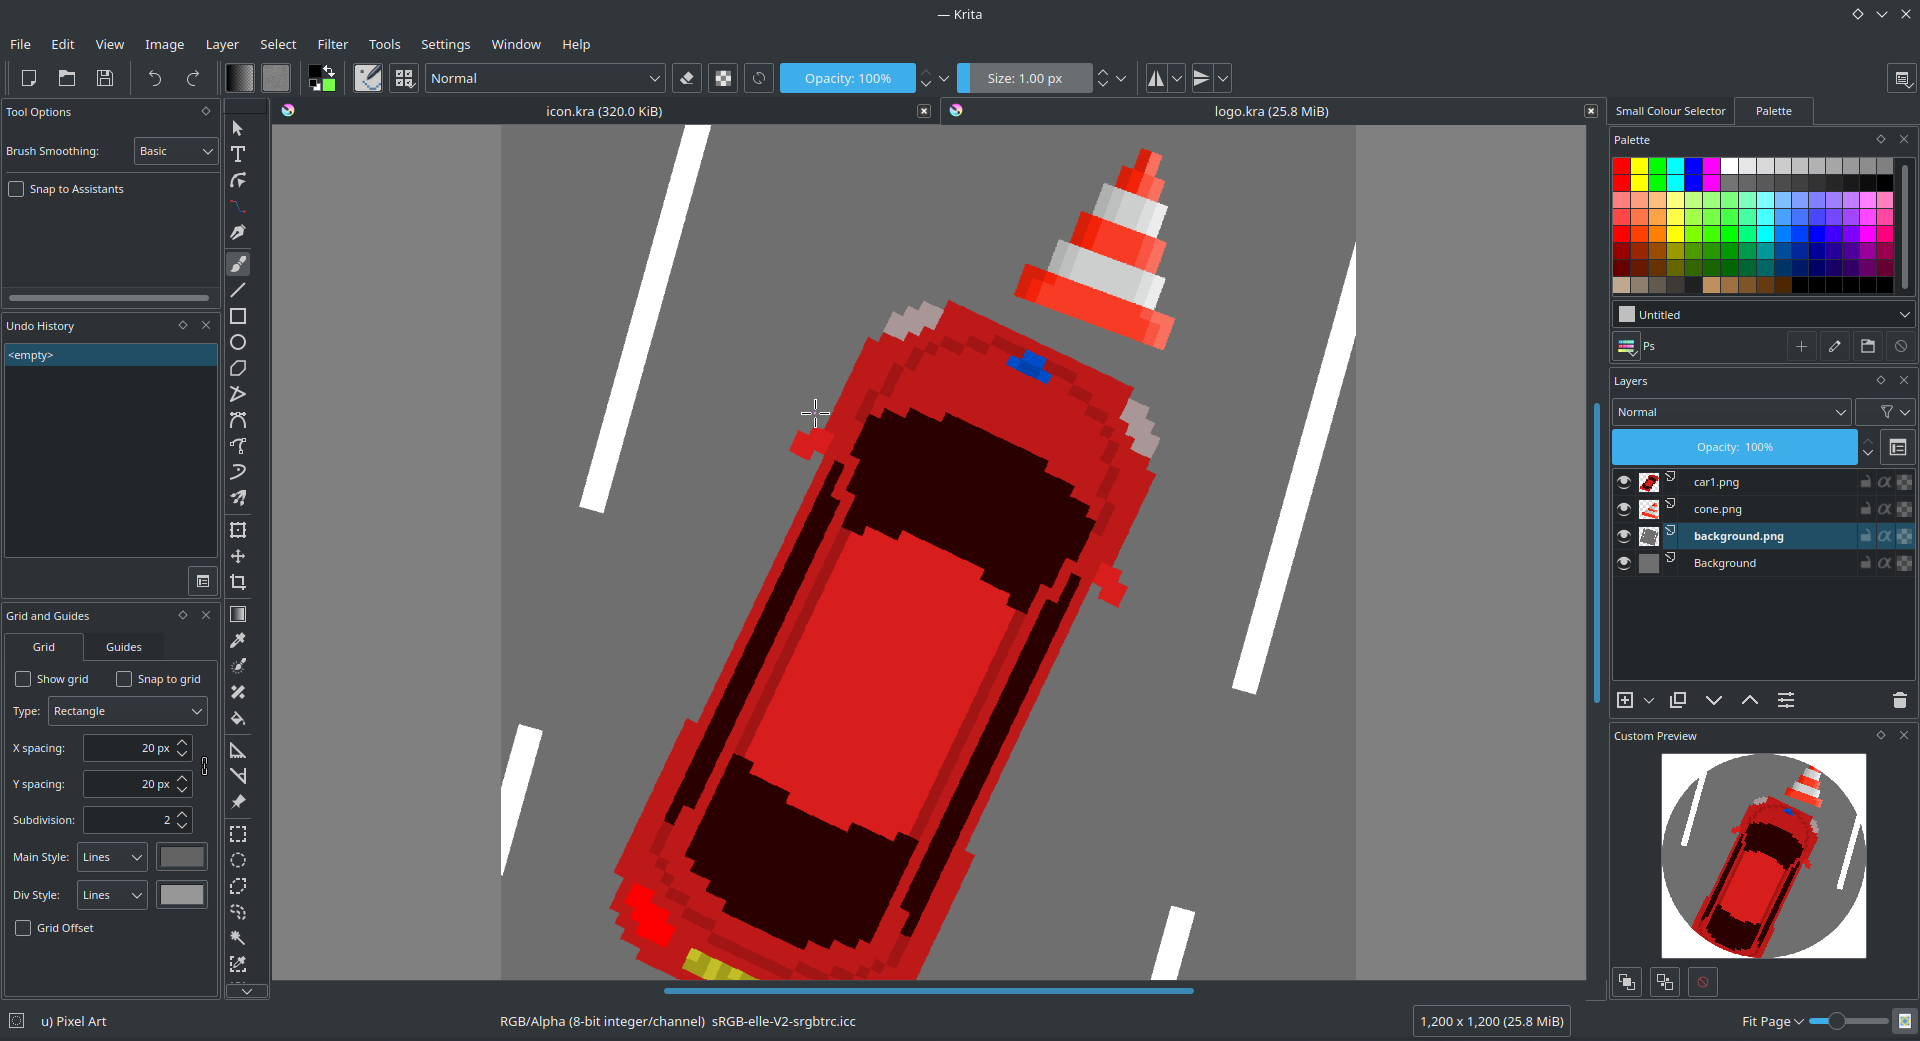 — Krita
File Edit View Image Layer Select Filter Tools Settings Window Help
Normal Opacity: 100% Size: 1.00 px
Tool Options
Brush Smoothing: Basic
Snap to Assistants
Undo History
<empty>
Grid and Guides
Grid Guides
Show grid Snap to grid
Type: Rectangle
X spacing: 20 px
Y spacing: 20 px
Subdivision: 2
Main Style: Lines
Div Style: Lines
Grid Offset
icon.kra (320.0 KiB) logo.kra (25.8 MiB)
Small Colour Selector Palette
Palette
Untitled
Ps
Layers
Normal
Opacity: 100%
car1.png
cone.png
background.png
Background
Custom Preview
u) Pixel Art
RGB/Alpha (8-bit integer/channel) sRGB-elle-V2-srgbtrc.icc
1,200 x 1,200 (25.8 MiB)
Fit Page